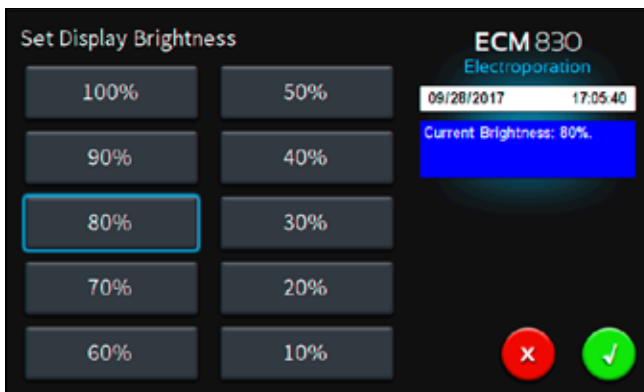 Set Display Brightness
100%
50%
90%
40%
80%
30%
70%
20%
60%
10%
ECM 830
Electroporation
09/28/2017 17:05:40
Current Brightness: 80%.